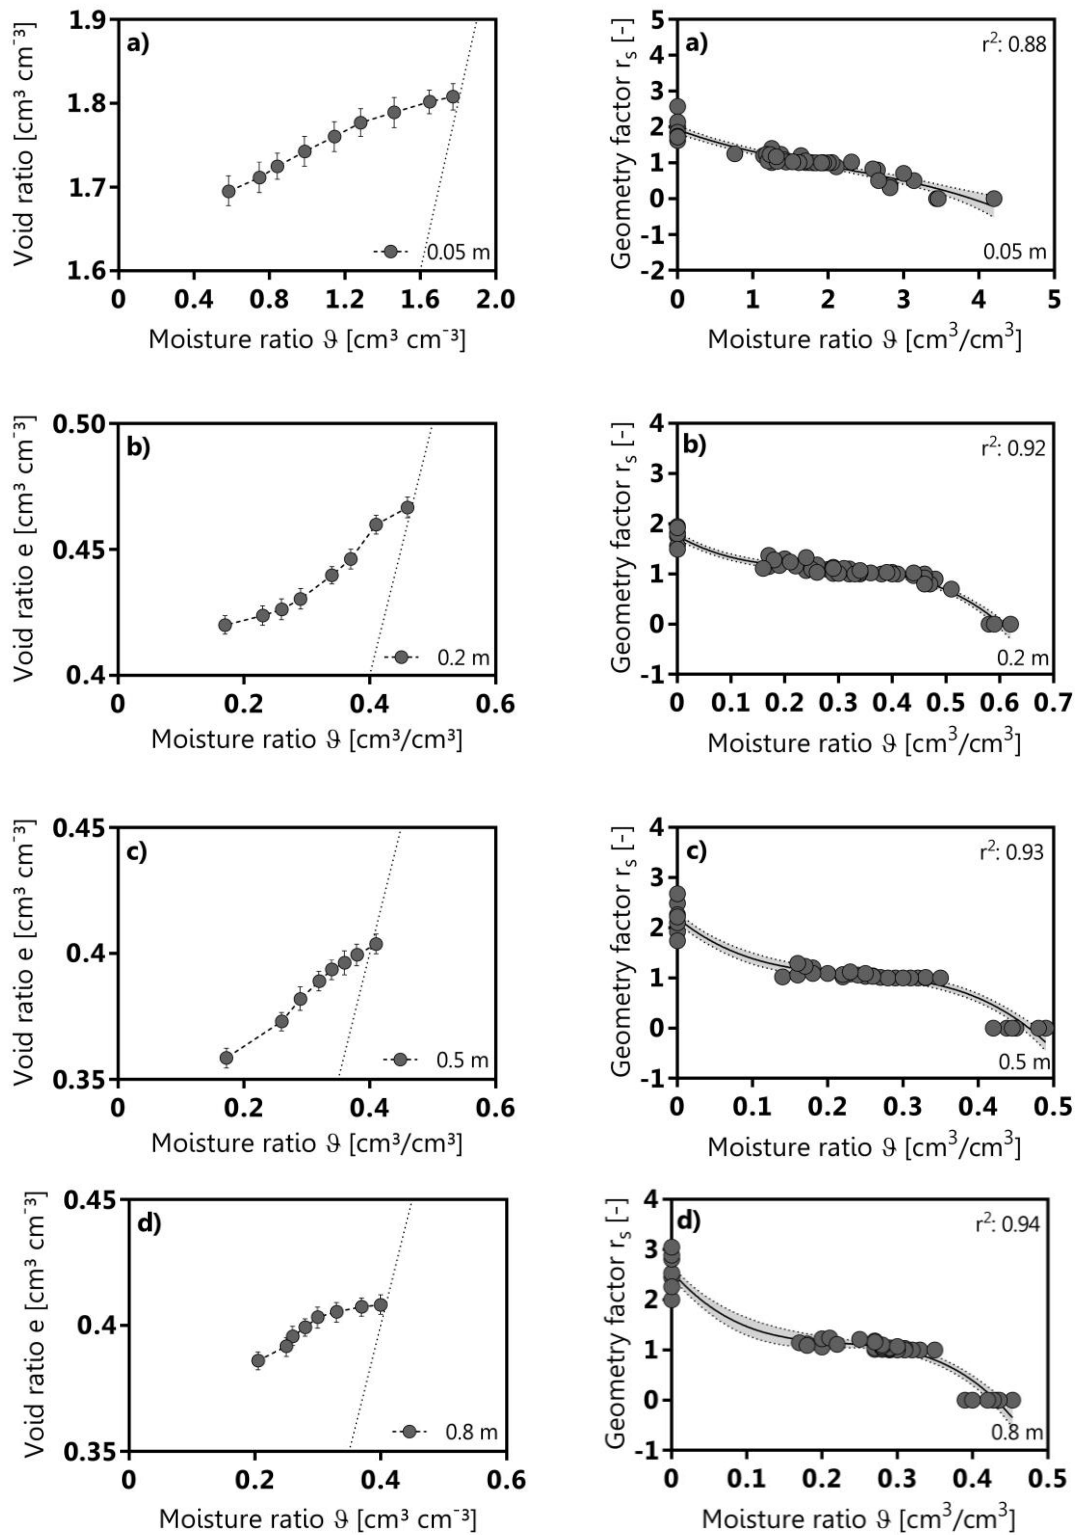 1.9
1.8
1.7
1.6
Void ratio [cm³ cm⁻³]
a)
0.05 m
0 0.4 0.8 1.2 1.6 2.0
Moisture ratio ϑ [cm³ cm⁻³]
5
4
3
2
1
0
-1
-2
Geometry factor rₛ [-]
a)
r²: 0.88
0.05 m
0 1 2 3 4 5
Moisture ratio ϑ [cm³/cm³]
0.50
0.45
0.4
Void ratio e [cm³ cm⁻³]
b)
0.2 m
0 0.2 0.4 0.6
Moisture ratio ϑ [cm³/cm³]
4
3
2
1
0
-1
Geometry factor rₛ [-]
b)
r²: 0.92
0.2 m
0 0.1 0.2 0.3 0.4 0.5 0.6 0.7
Moisture ratio ϑ [cm³/cm³]
0.45
0.4
0.35
Void ratio e [cm³ cm⁻³]
c)
0.5 m
0 0.2 0.4 0.6
Moisture ratio ϑ [cm³/cm³]
4
3
2
1
0
-1
Geometry factor rₛ [-]
c)
r²: 0.93
0.5 m
0 0.1 0.2 0.3 0.4 0.5
Moisture ratio ϑ [cm³/cm³]
0.45
0.4
0.35
Void ratio e [cm³ cm⁻³]
d)
0.8 m
0 0.2 0.4 0.6
Moisture ratio ϑ [cm³ cm⁻³]
4
3
2
1
0
-1
Geometry factor rₛ [-]
d)
r²: 0.94
0.8 m
0 0.1 0.2 0.3 0.4 0.5
Moisture ratio ϑ [cm³/cm³]